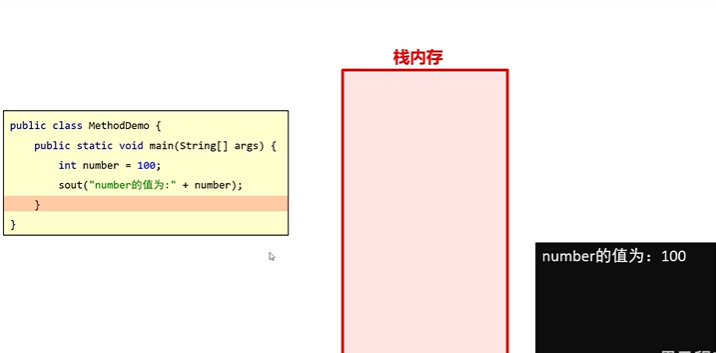 栈内存
public class MethodDemo {
public static void main(String[] args) {
int number = 100;
sout("number的值为:" + number);
}
}
number的值为：100